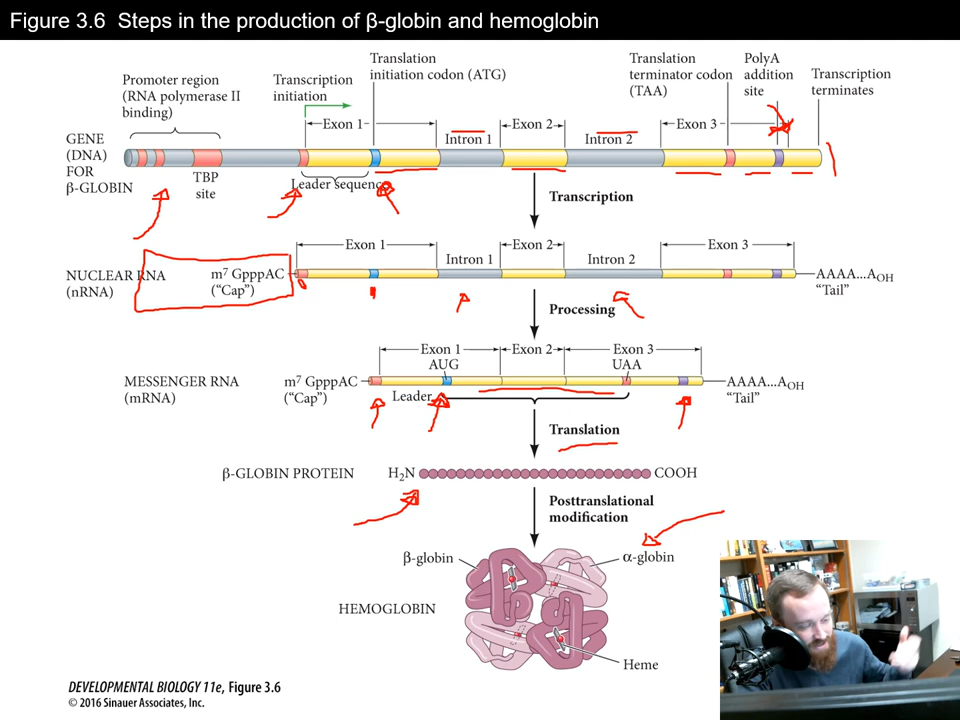 Figure 3.6 Steps in the production of β-globin and hemoglobin
Promoter region
(RNA polymerase II
binding)
Transcription
initiation
Translation
initiation codon (ATG)
Translation
terminator codon
(TAA)
PolyA
addition
site
Transcription
terminates
GENE
(DNA)
FOR
β-GLOBIN
Exon 1
Intron 1
Exon 2
Intron 2
Exon 3
TBP
site
Leader sequence
Transcription
NUCLEAR RNA
(nRNA)
m⁷ GpppAC
("Cap")
Exon 1
Intron 1
Exon 2
Intron 2
Exon 3
AAAA...AOH
"Tail"
Processing
MESSENGER RNA
(mRNA)
m⁷ GpppAC
("Cap")
Exon 1
AUG
Exon 2
Exon 3
UAA
Leader
AAAA...AOH
"Tail"
Translation
β-GLOBIN PROTEIN
H₂N
COOH
Posttranslational
modification
β-globin
α-globin
HEMOGLOBIN
Heme
DEVELOPMENTAL BIOLOGY 11e, Figure 3.6
© 2016 Sinauer Associates, Inc.